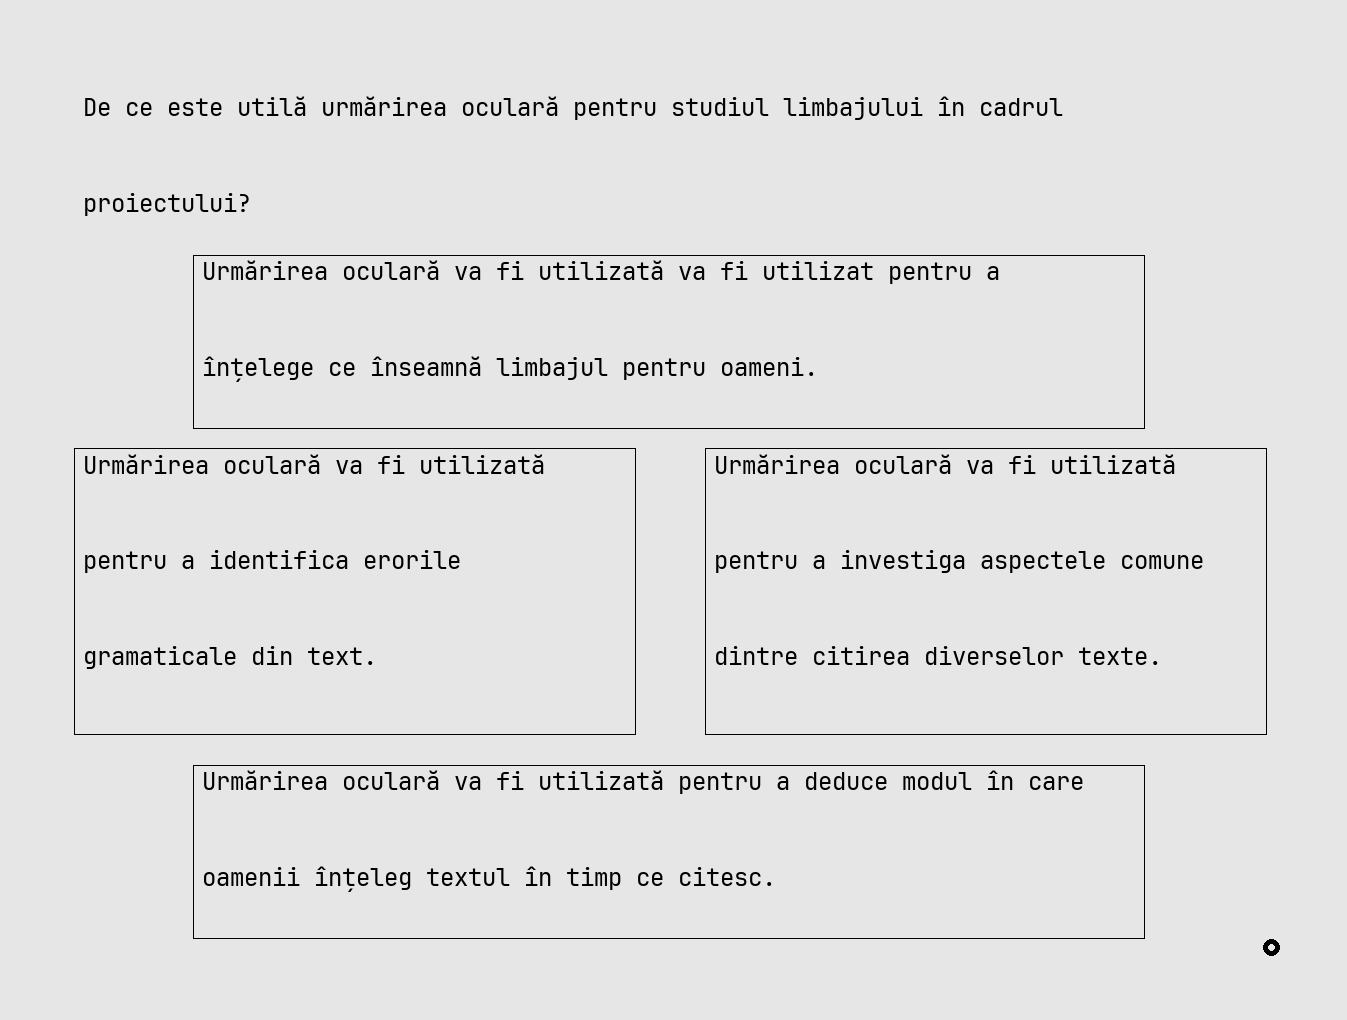 De ce este utilă urmărirea oculară pentru studiul limbajului în cadrul
proiectului?
Urmărirea oculară va fi utilizată va fi utilizat pentru a
înțelege ce înseamnă limbajul pentru oameni.
Urmărirea oculară va fi utilizată
pentru a identifica erorile
gramaticale din text.
Urmărirea oculară va fi utilizată
pentru a investiga aspectele comune
dintre citirea diverselor texte.
Urmărirea oculară va fi utilizată pentru a deduce modul în care
oamenii înțeleg textul în timp ce citesc.